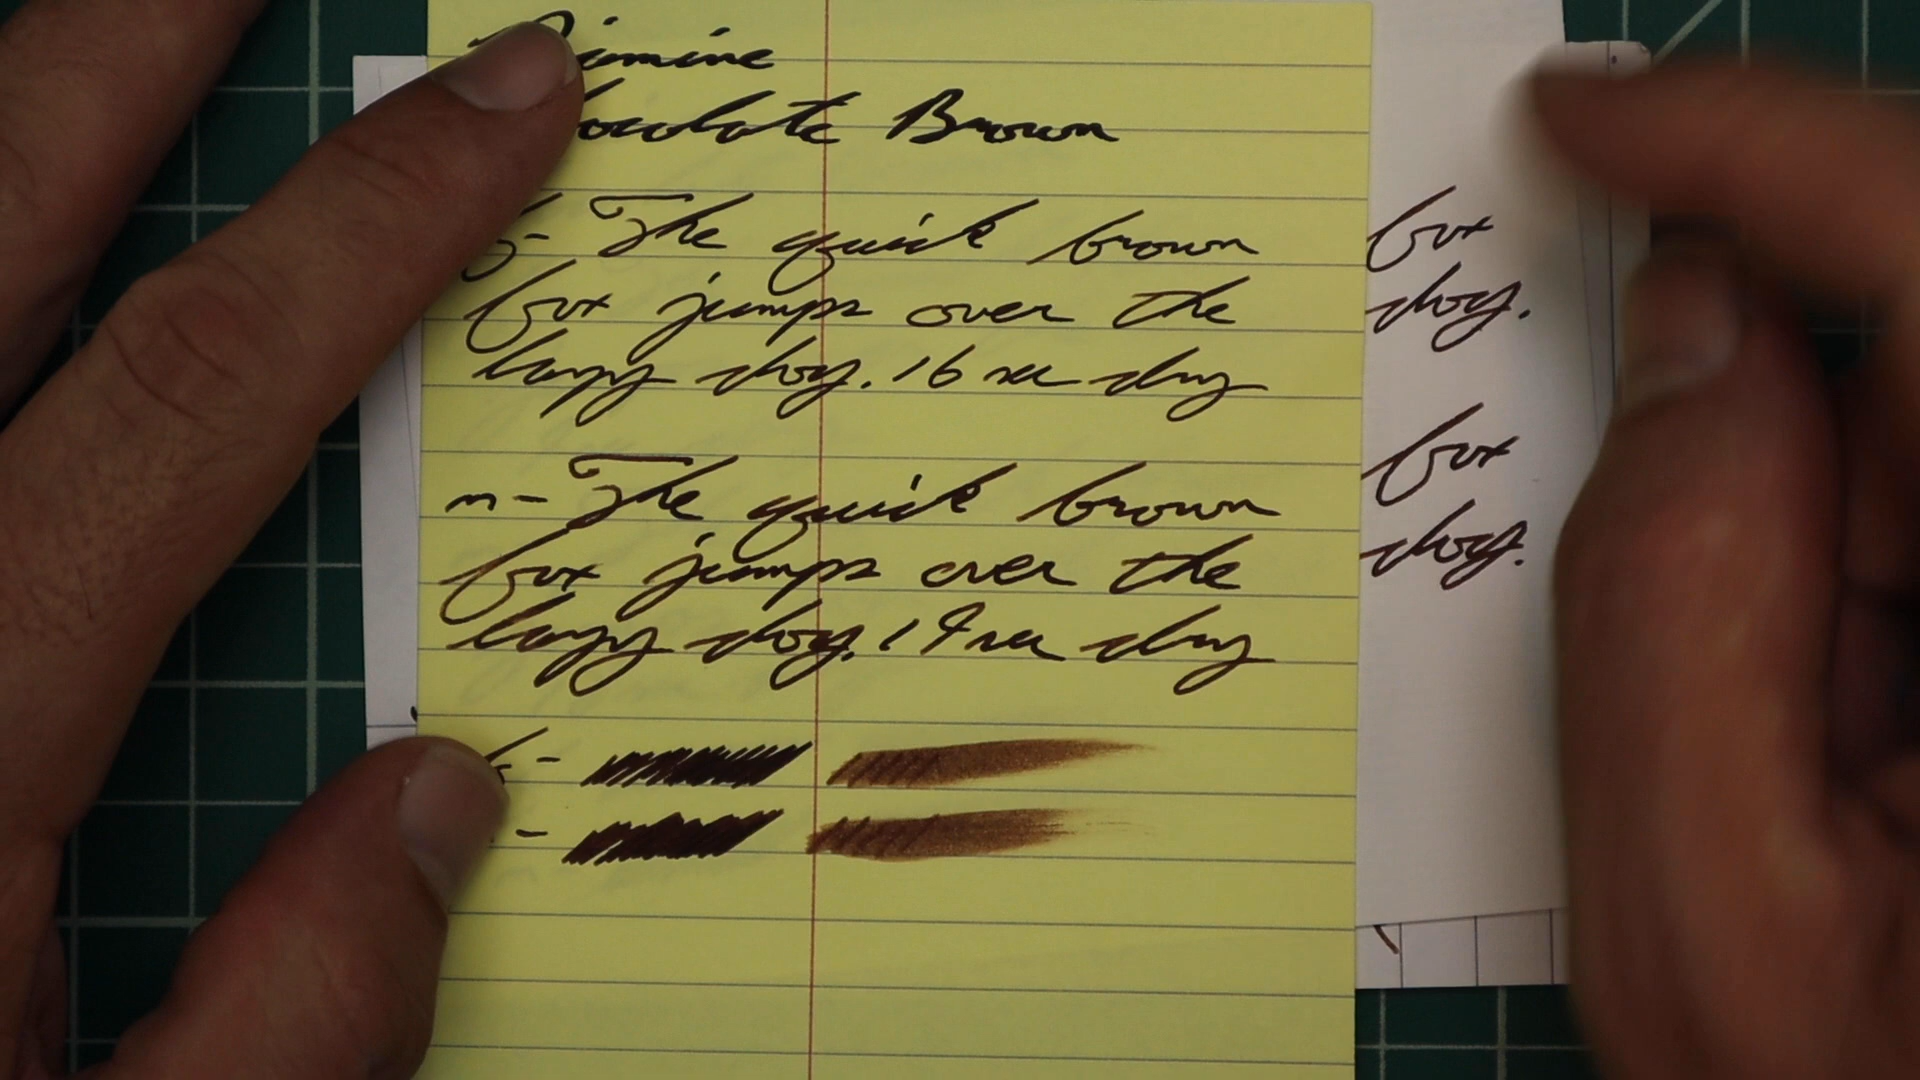 Diamine
Chocolate Brown
f- The quick brown
fox jumps over the
lazy dog. 16 sec dry
m- The quick brown
fox jumps over the
lazy dog. 19 sec dry
f-
-
fox
dog.
fox
dog.